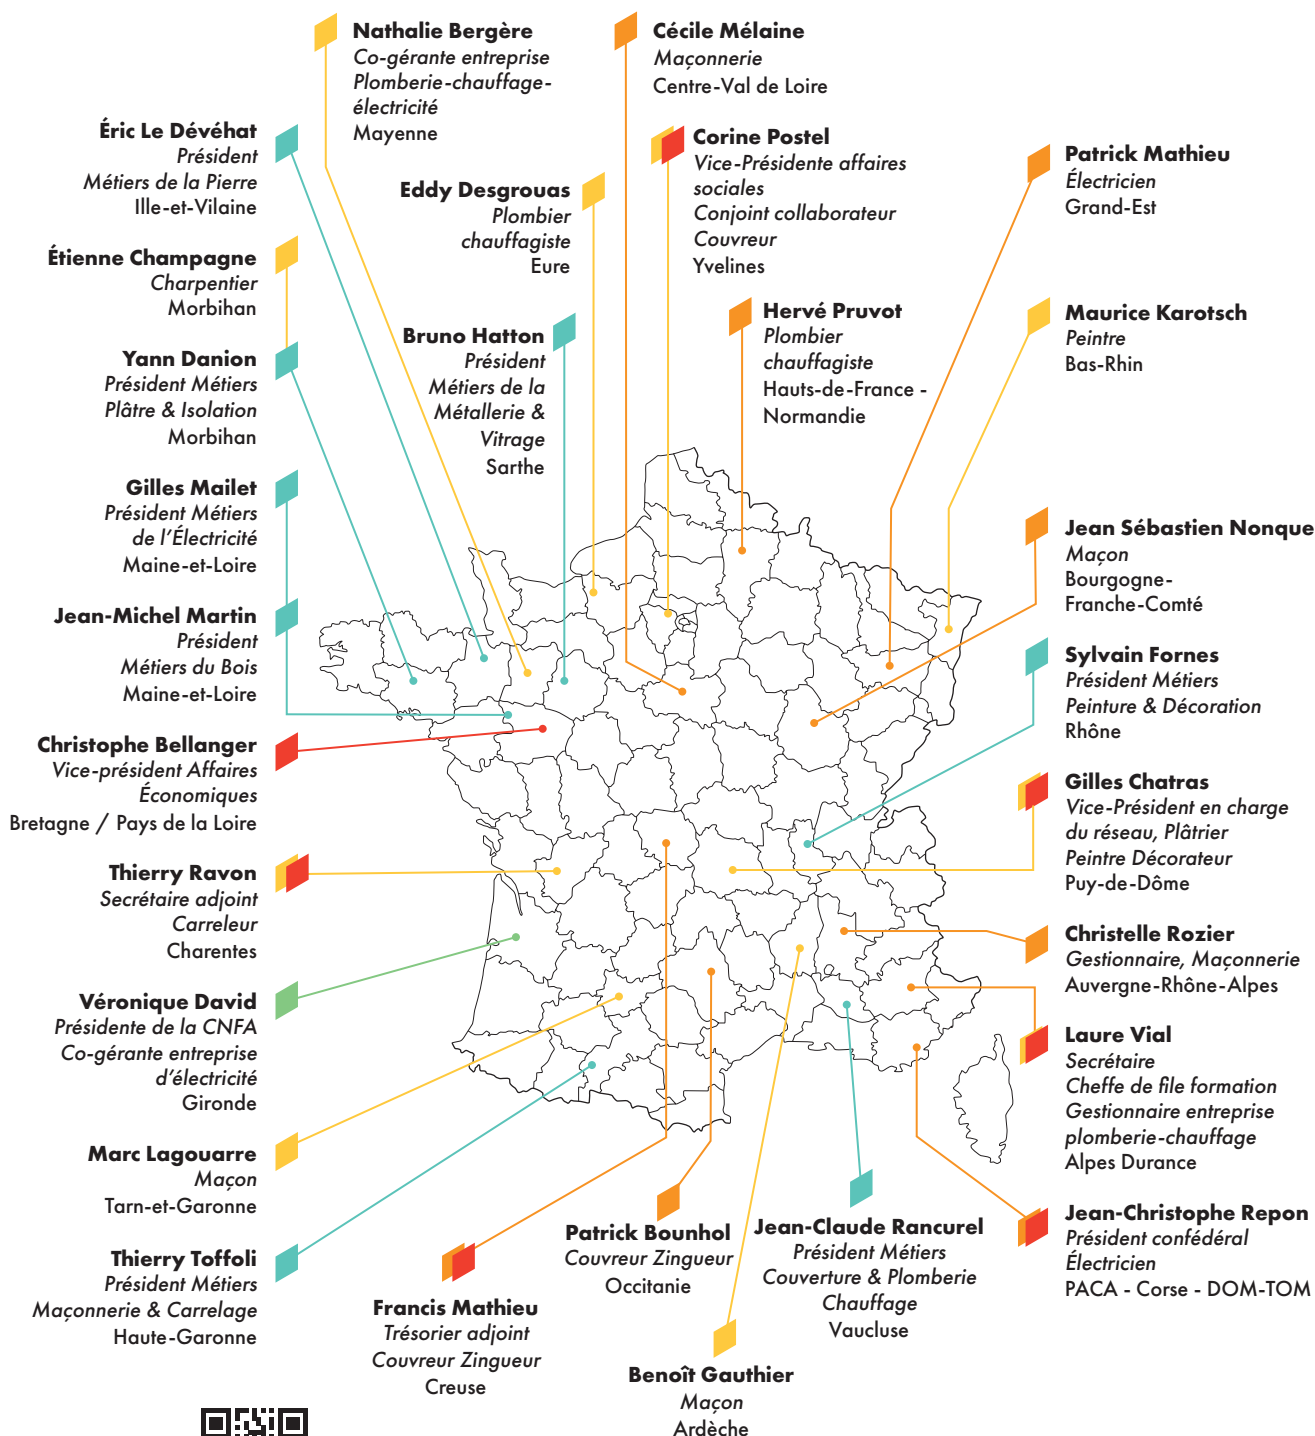 Nathalie Bergère
Co-gérante entreprise
Plomberie-chauffage-
électricité
Mayenne
Cécile Mélaine
Maçonnerie
Centre-Val de Loire
Éric Le Dévéhat
Président
Métiers de la Pierre
Ille-et-Vilaine
Eddy Desgrouas
Plombier
chauffagiste
Eure
Corine Postel
Vice-Présidente affaires
sociales
Conjoint collaborateur
Couvreur
Yvelines
Patrick Mathieu
Électricien
Grand-Est
Étienne Champagne
Charpentier
Morbihan
Bruno Hatton
Président
Métiers de la
Métallerie &
Vitrage
Sarthe
Hervé Pruvot
Plombier
chauffagiste
Hauts-de-France -
Normandie
Maurice Karotsch
Peintre
Bas-Rhin
Yann Danion
Président Métiers
Plâtre & Isolation
Morbihan
Gilles Mailet
Président Métiers
de l'Électricité
Maine-et-Loire
Jean Sébastien Nonque
Maçon
Bourgogne-
Franche-Comté
Jean-Michel Martin
Président
Métiers du Bois
Maine-et-Loire
Sylvain Fornes
Président Métiers
Peinture & Décoration
Rhône
Christophe Bellanger
Vice-président Affaires
Économiques
Bretagne / Pays de la Loire
Gilles Chatras
Vice-Président en charge
du réseau, Plâtrier
Peintre Décorateur
Puy-de-Dôme
Thierry Ravon
Secrétaire adjoint
Carreleur
Charentes
Christelle Rozier
Gestionnaire, Maçonnerie
Auvergne-Rhône-Alpes
Véronique David
Présidente de la CNFA
Co-gérante entreprise
d'électricité
Gironde
Laure Vial
Secrétaire
Cheffe de file formation
Gestionnaire entreprise
plomberie-chauffage
Alpes Durance
Marc Lagouarre
Maçon
Tarn-et-Garonne
Thierry Toffoli
Président Métiers
Maçonnerie & Carrelage
Haute-Garonne
Francis Mathieu
Trésorier adjoint
Couvreur Zingueur
Creuse
Patrick Bounhol
Couvreur Zingueur
Occitanie
Jean-Claude Rancurel
Président Métiers
Couverture & Plomberie
Chauffage
Vaucluse
Jean-Christophe Repon
Président confédéral
Électricien
PACA - Corse - DOM-TOM
Benoît Gauthier
Maçon
Ardèche